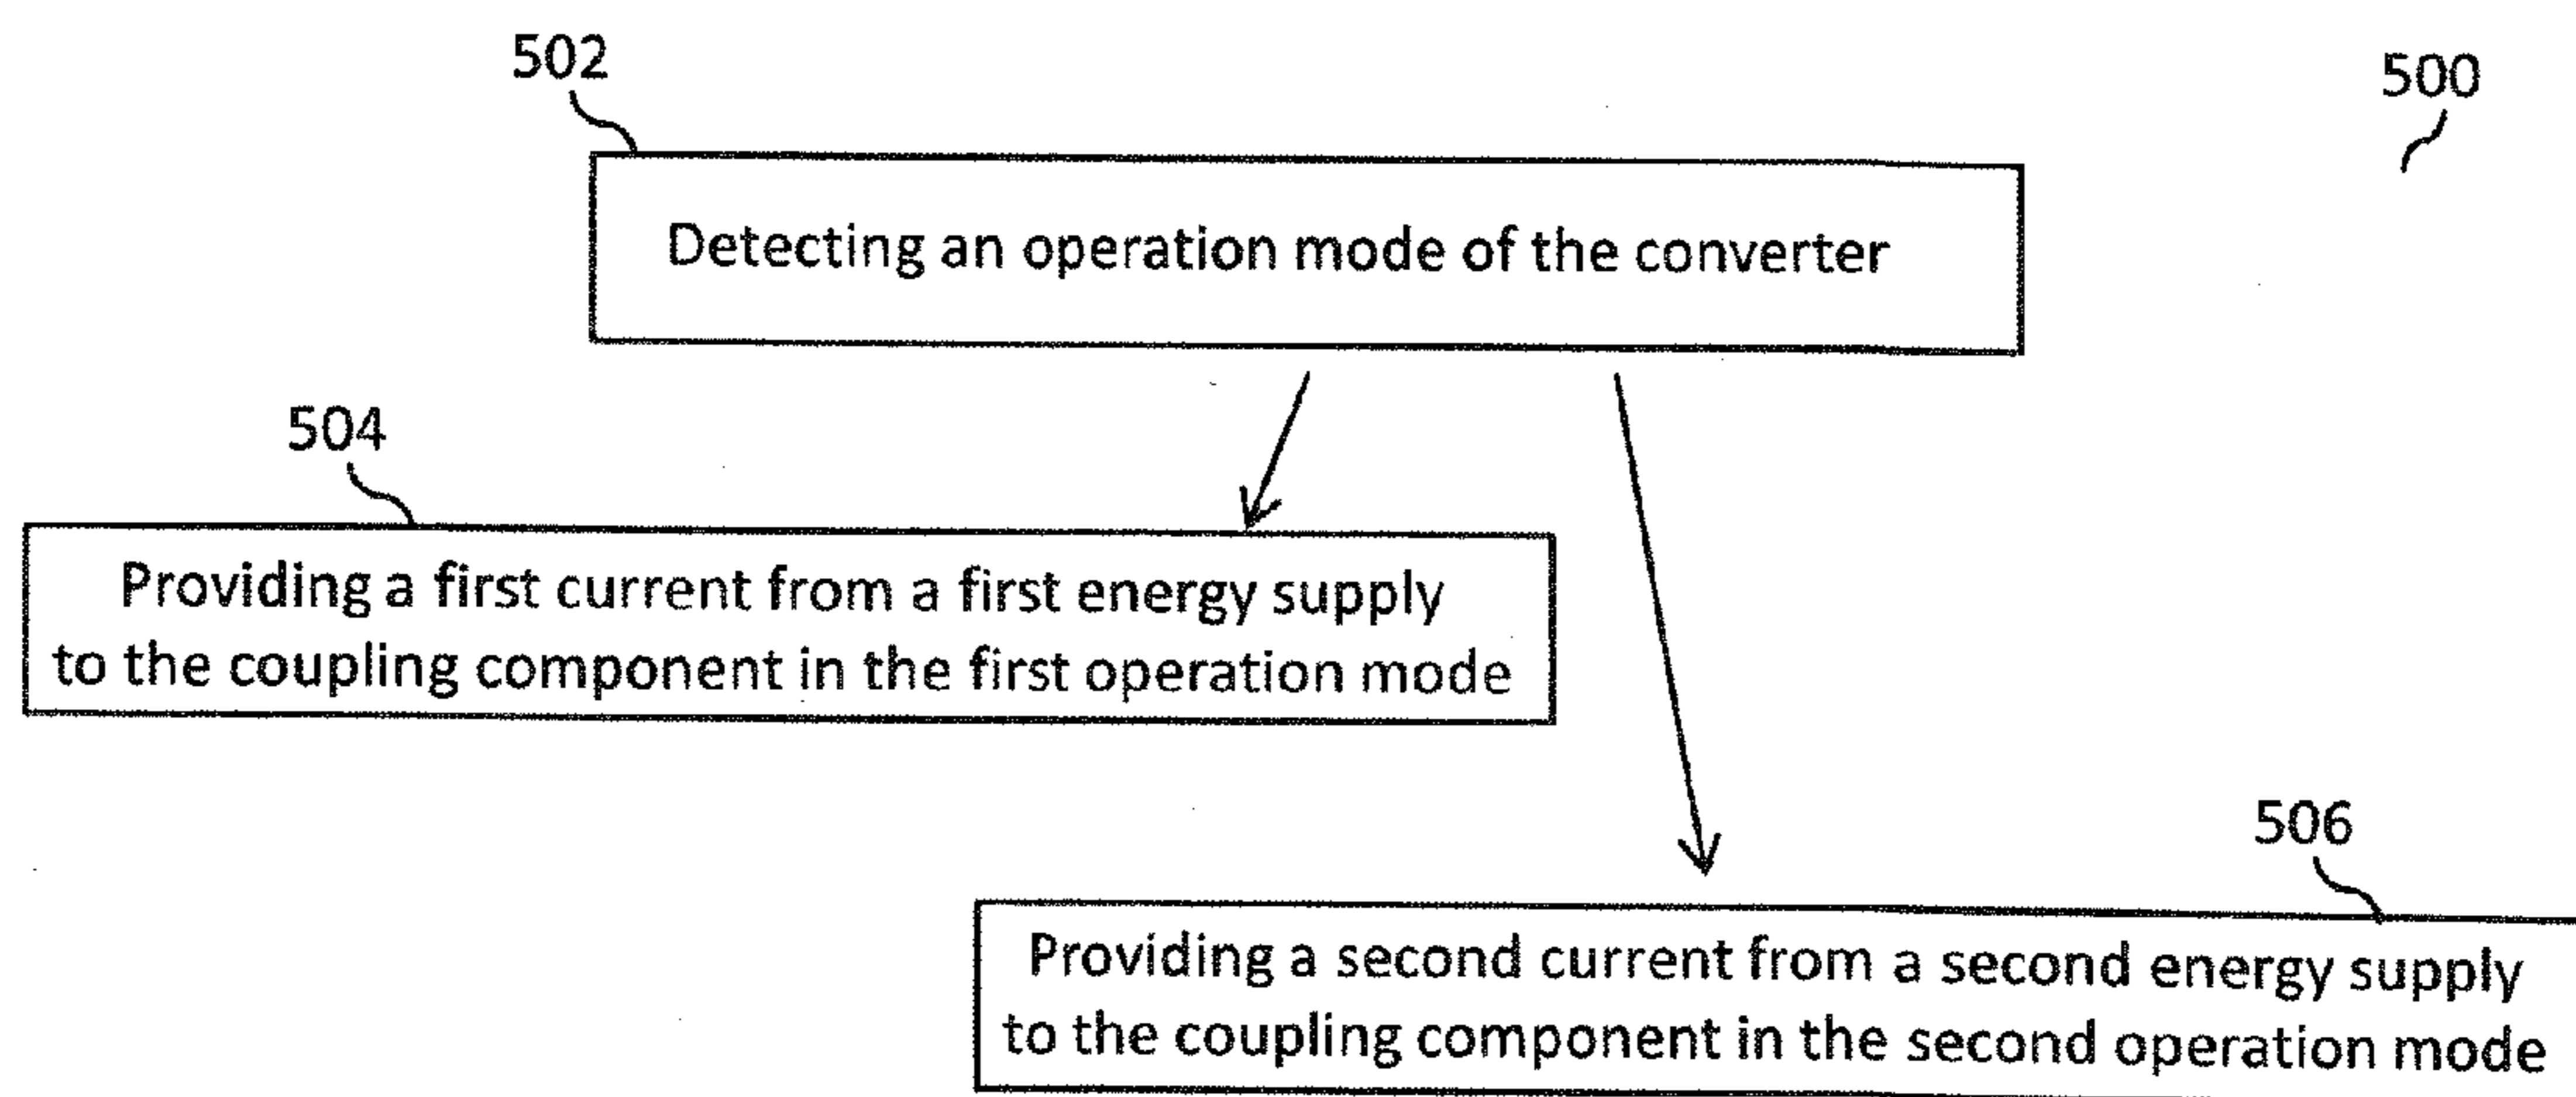 502
500
Detecting an operation mode of the converter
504
Providing a first current from a first energy supply
to the coupling component in the first operation mode
506
Providing a second current from a second energy supply
to the coupling component in the second operation mode